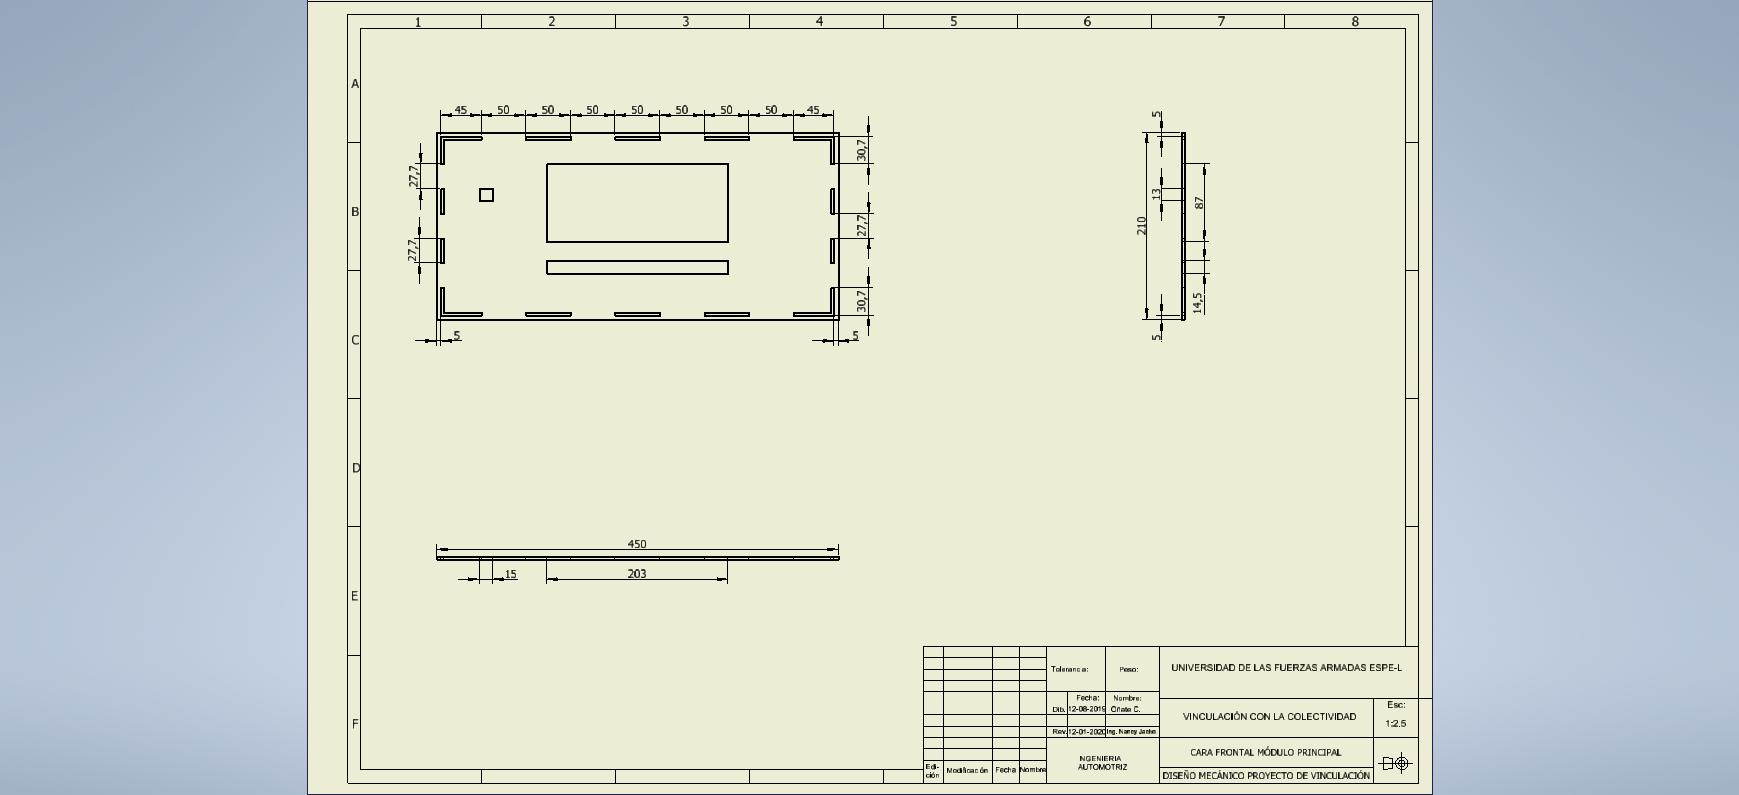 1 2 3 4 5 6 7 8
A
45 50 50 50 50 50 50 50 45
5
30,7
27,7
13
87
B
210
27,7
27,7
30,7
14,5
C
5 5
5
D
450
15 203
E
F
Tolerancia: Peso:
UNIVERSIDAD DE LAS FUERZAS ARMADAS ESPE-L
Fecha: Nombre:
Dib. 12-08-2019 Oñate C.
VINCULACIÓN CON LA COLECTIVIDAD
Esc:
1:2.5
Rev. 12-01-2020 Ing. Nancy Jacho
INGENIERIA
AUTOMOTRIZ
CARA FRONTAL MÓDULO PRINCIPAL
DISEÑO MECÁNICO PROYECTO DE VINCULACIÓN
Edi-
ción
Modificación Fecha Nombre